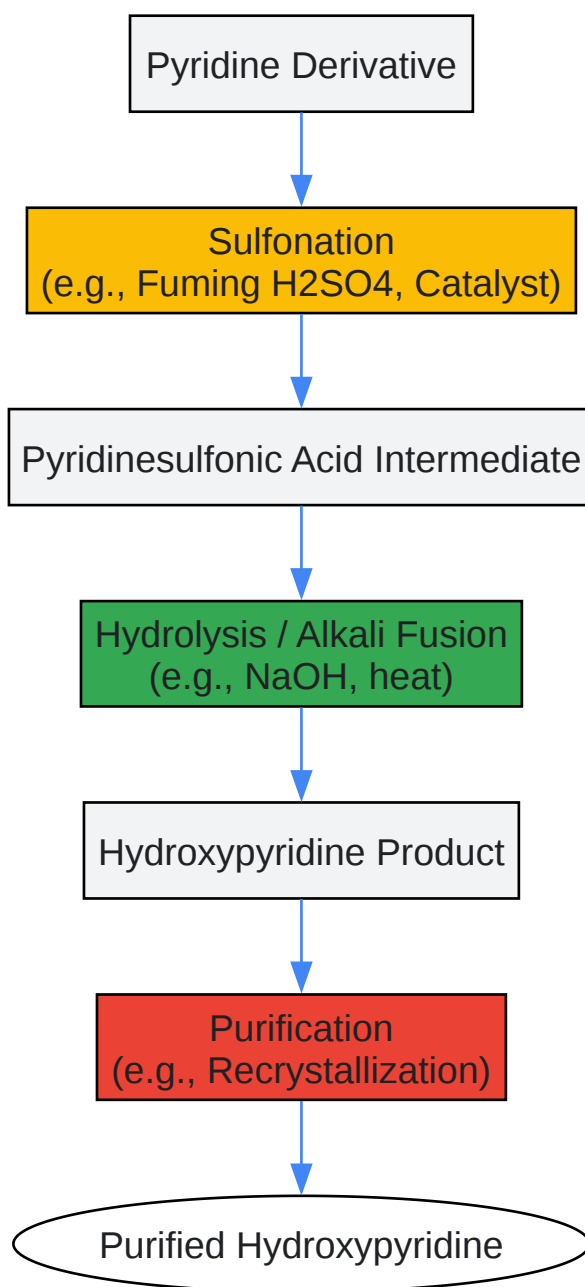 Pyridine Derivative
Sulfonation
(e.g., Fuming H2SO4, Catalyst)
Pyridinesulfonic Acid Intermediate
Hydrolysis / Alkali Fusion
(e.g., NaOH, heat)
Hydroxypyridine Product
Purification
(e.g., Recrystallization)
Purified Hydroxypyridine